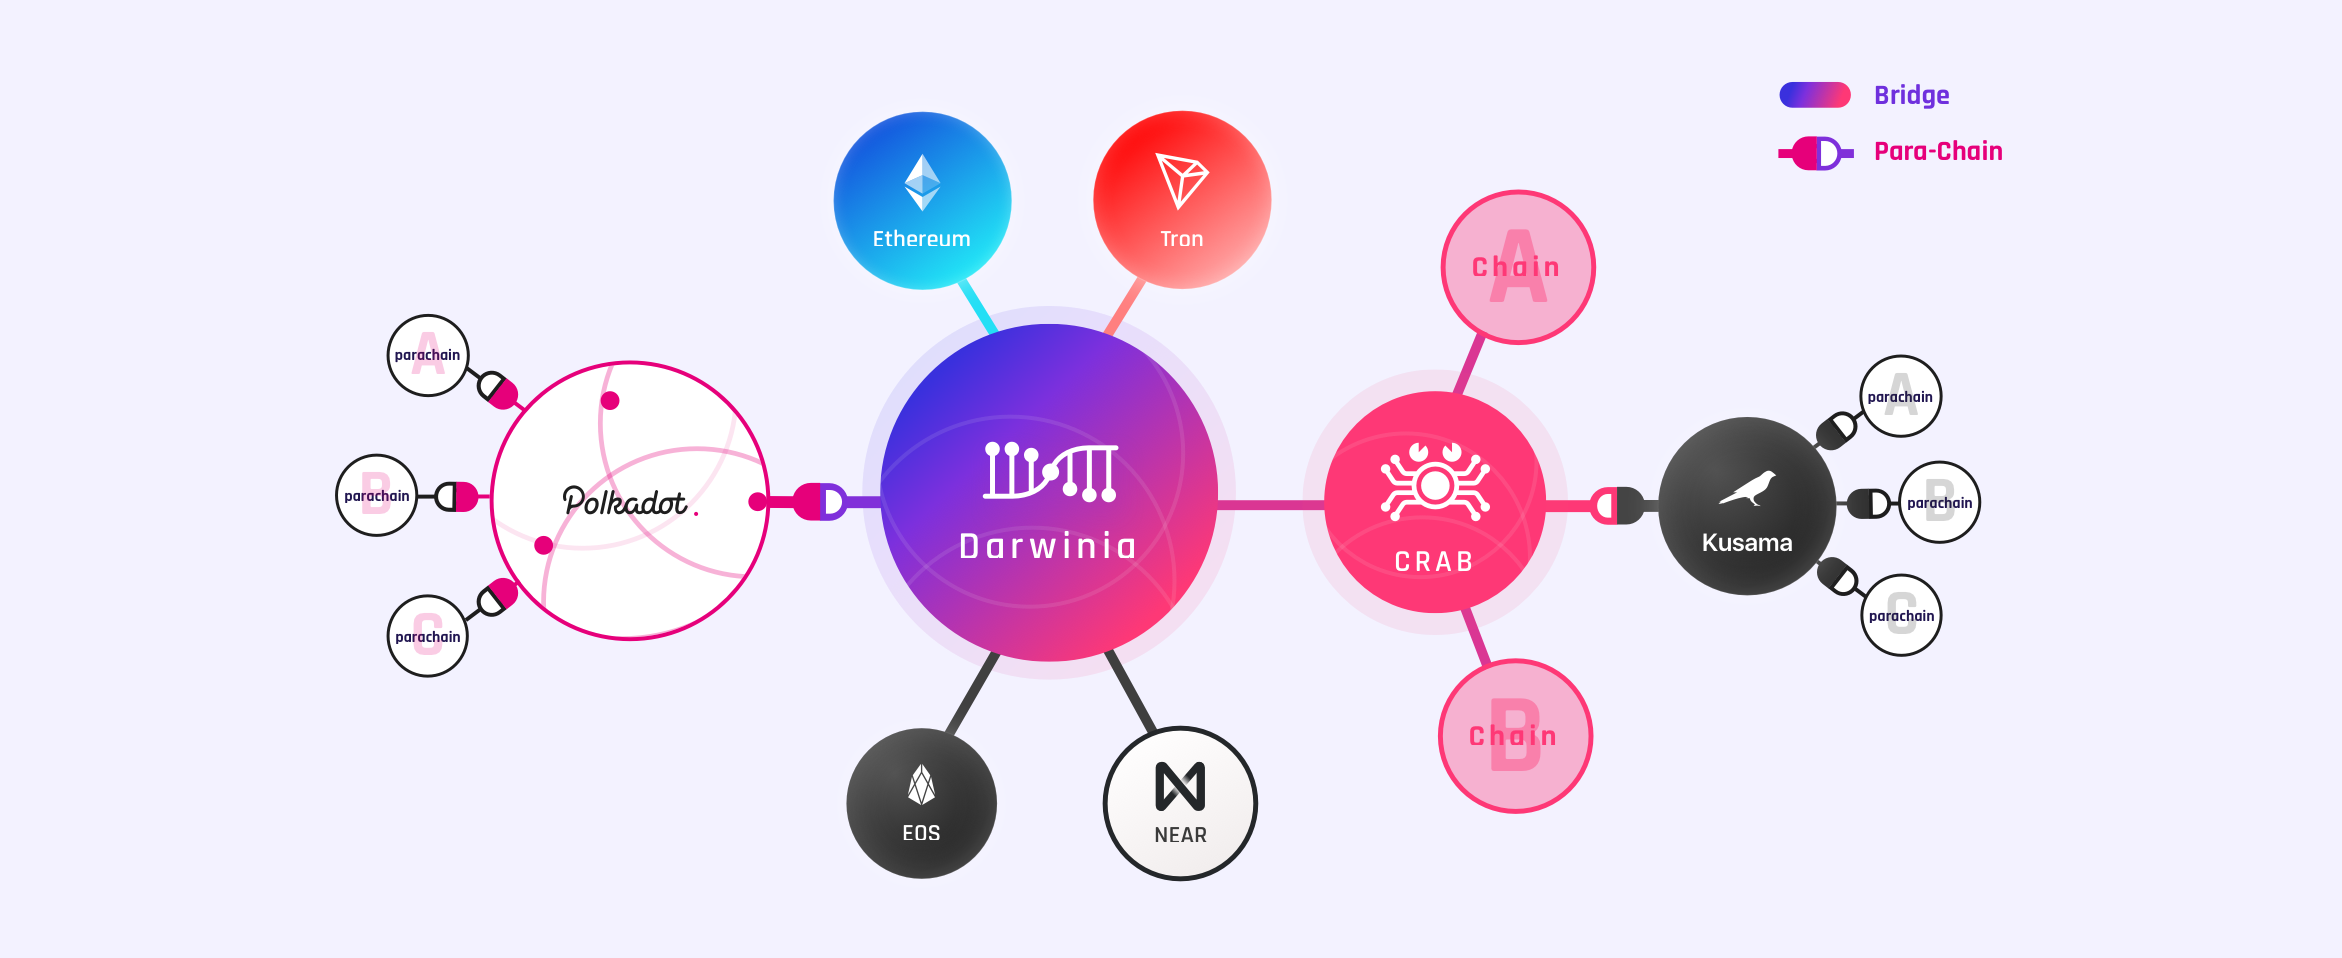 Bridge
Para-Chain
Ethereum
Tron
A
Chain
A
parachain
B
parachain
C
parachain
Polkadot.
Darwinia
CRAB
Kusama
A
parachain
B
parachain
C
parachain
EOS
NEAR
B
Chain